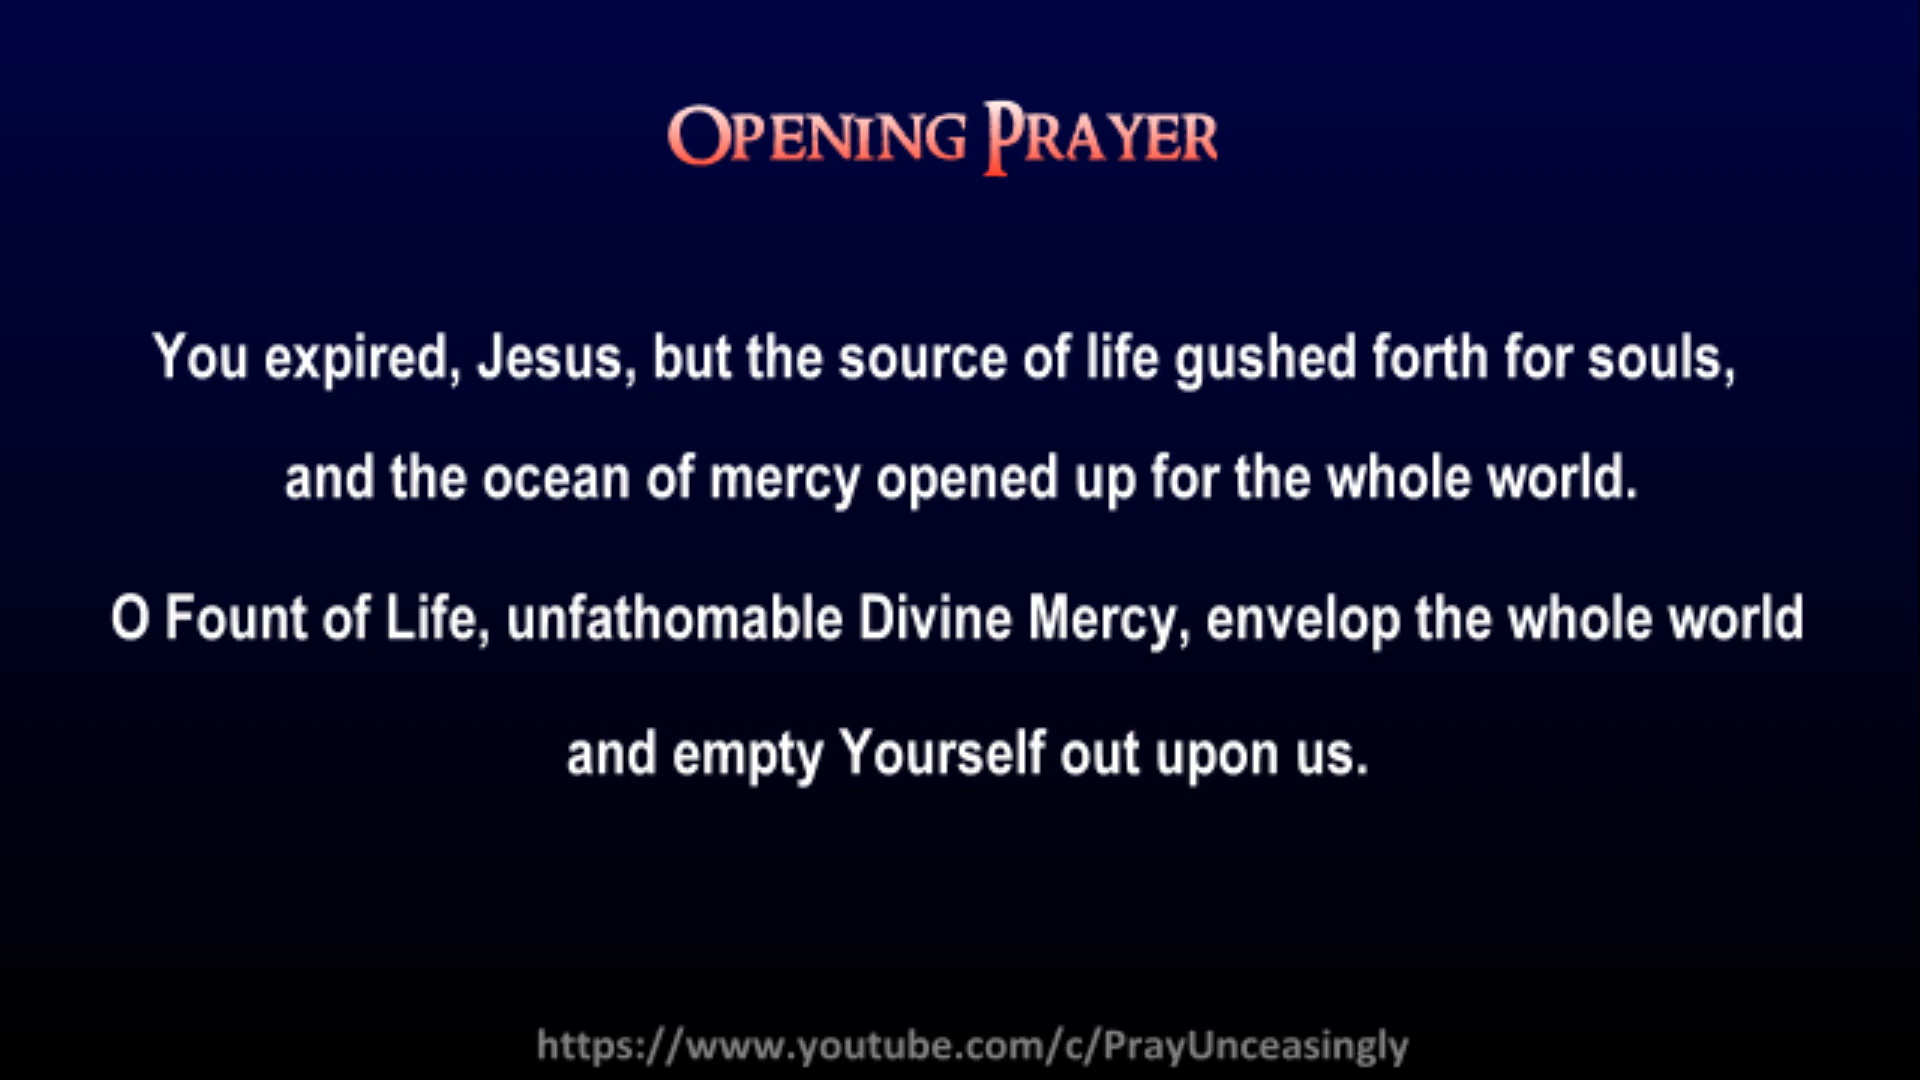 OPENING PRAYER
You expired, Jesus, but the source of life gushed forth for souls,
and the ocean of mercy opened up for the whole world.
O Fount of Life, unfathomable Divine Mercy, envelop the whole world
and empty Yourself out upon us.
https://www.youtube.com/c/PrayUnceasingly